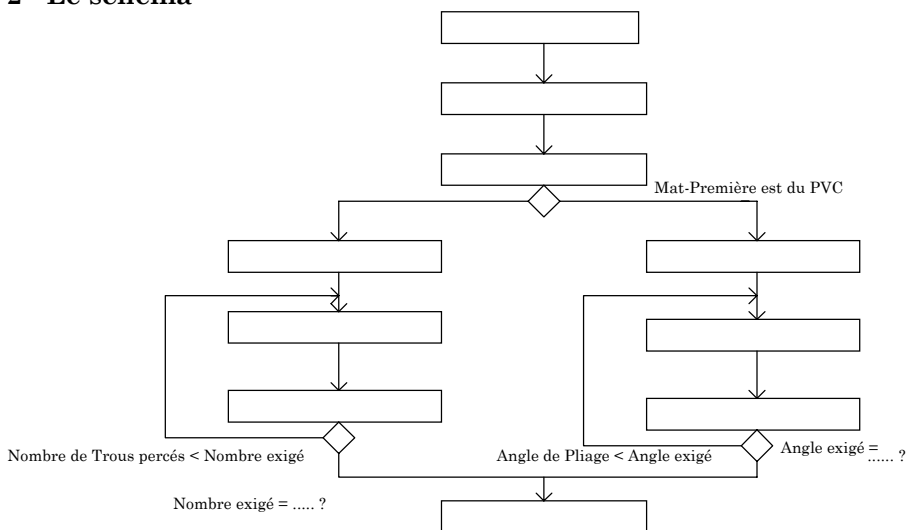 2 Le schéma
Mat-Première est du PVC
Nombre de Trous percés < Nombre exigé
Angle de Pliage < Angle exigé
Angle exigé = ...... ?
Nombre exigé = ..... ?